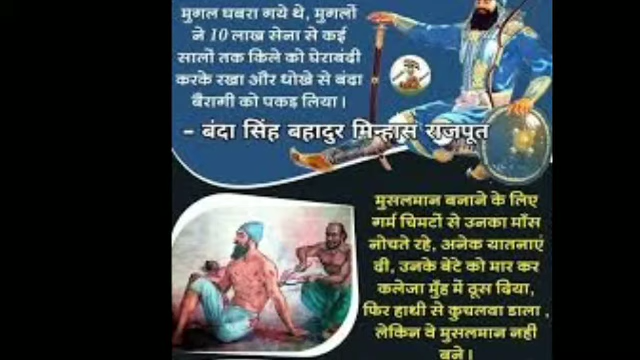 मुगल घबरा गये थे, मुगलों
ने 10 लाख सेना से कई
सालों तक किले को घेराबंदी
करके रखा और धोखे से बंदा
बैरागी को पकड़ लिया।
- बंदा सिंह बहादुर मिन्हास राजपूत
मुसलमान बनाने के लिए
गर्म चिमटों से उनका माँस
नोचते रहे, अनेक यातनाएं
दी, उनके बेटे को मार कर
कलेजा मुँह में ठूस दिया,
फिर हाथी से कुचलवा डाला,
लेकिन वे मुसलमान नही
बने।